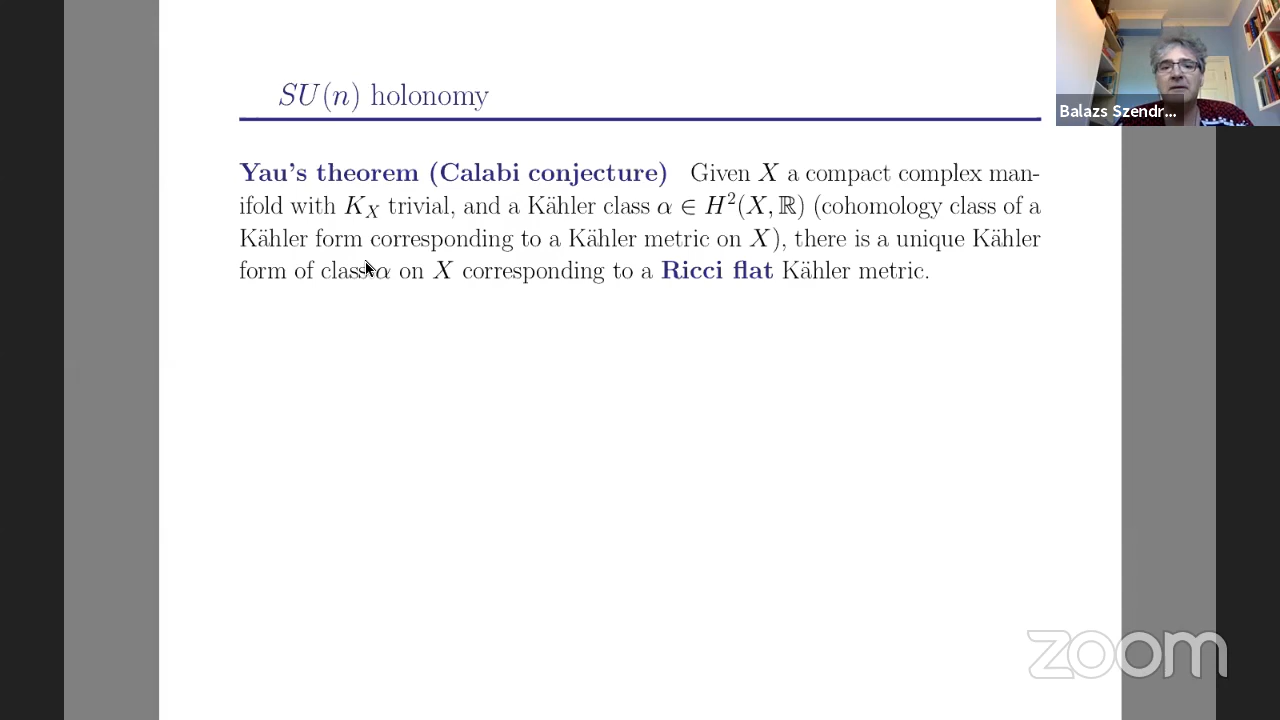 SU(n) holonomy
Yau's theorem (Calabi conjecture) Given X a compact complex man-
ifold with K_X trivial, and a Kähler class α ∈ H²(X, ℝ) (cohomology class of a
Kähler form corresponding to a Kähler metric on X), there is a unique Kähler
form of class α on X corresponding to a Ricci flat Kähler metric.
Balazs Szendr...
zoom